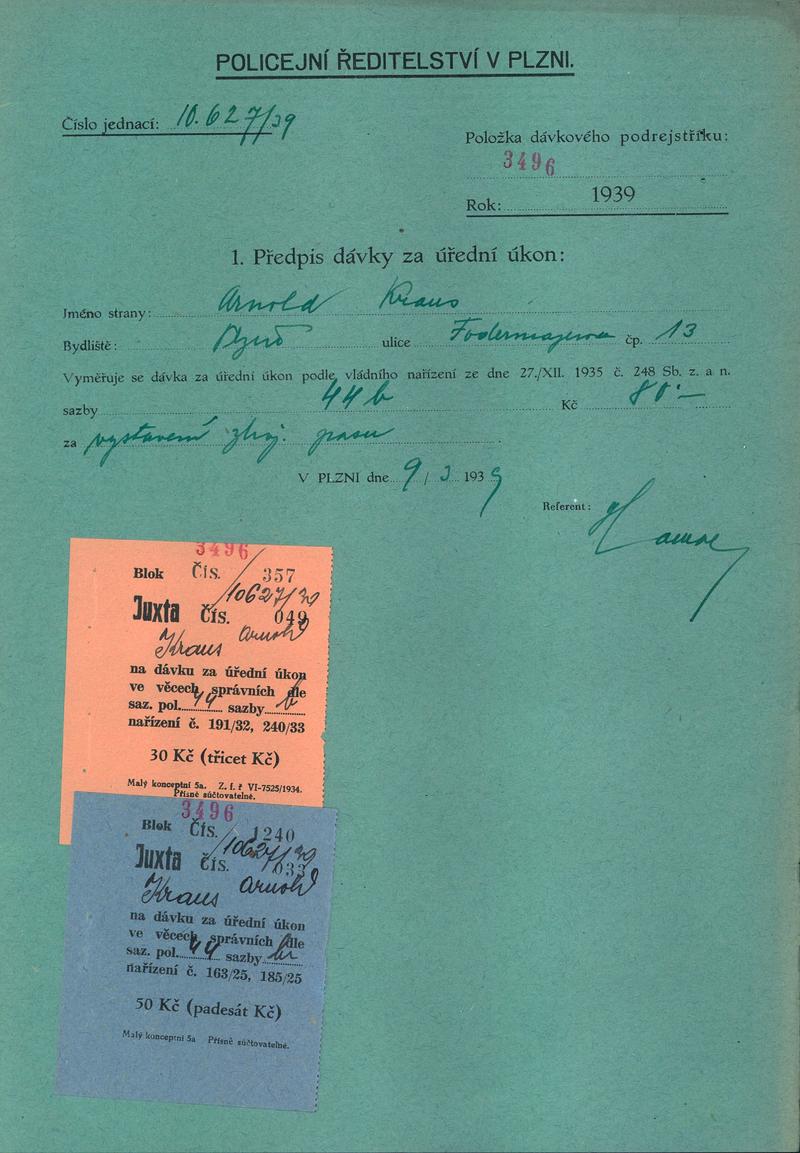 POLICEJNÍ ŘEDITELSTVÍ V PLZNI.
Číslo jednací: 10.627/39
Položka dávkového podrejstříku:
3496
Rok: 1939
1. Předpis dávky za úřední úkon:
Jméno strany: Arnold Kraus
Bydliště: Plzeň ulice Fodermayerova čp. 13
Vyměřuje se dávka za úřední úkon podle vládního nařízení ze dne 27./XII. 1935 č. 248 Sb. z. a n.
sazby 44 b Kč 80·—
za vystavení zbroj. pasu
V PLZNI dne 9/3 1939
Referent:
3496
Blok Čís. 357
10627/39
Juxta Čís. 049
Kraus Arnold
na dávku za úřední úkon
ve věcech správních dle
saz. pol. 44 sazby b
nařízení č. 191/32, 240/33
30 Kč (třicet Kč)
Malý konceptní 5a. Z. f. ř VI-7525/1934.
Přísně súčtovatelné.
3496
Blok Čís. 1240
10627/39
Juxta čís. 033
Kraus Arnold
na dávku za úřední úkon
ve věcech správních dle
saz. pol. 44 sazby
nařízení č. 163/25, 185/25
50 Kč (padesát Kč)
Malý konceptní 5a Přísně súčtovatelné.